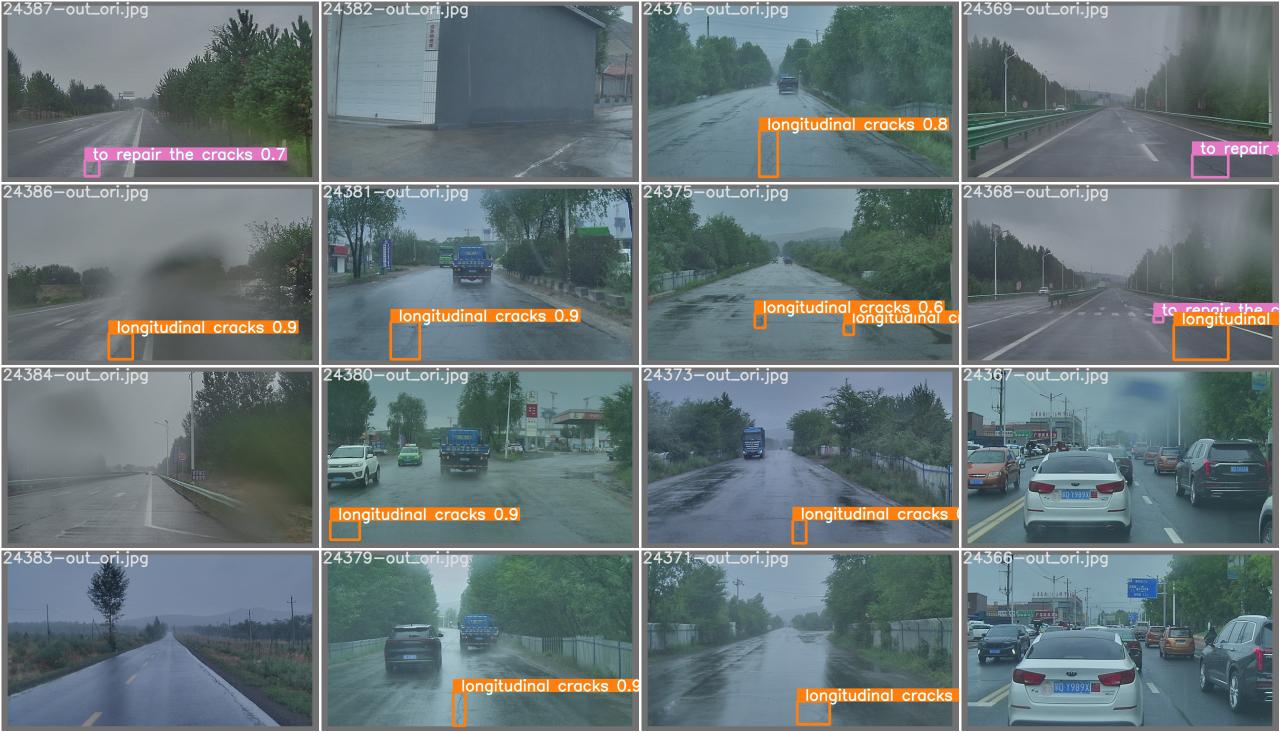 24387-out_ori.jpg
to repair the cracks 0.7
24382-out_ori.jpg
24376-out_ori.jpg
longitudinal cracks 0.8
24369-out_ori.jpg
to repair t
24386-out_ori.jpg
longitudinal cracks 0.9
24381-out_ori.jpg
longitudinal cracks 0.9
24375-out_ori.jpg
longitudinal cracks 0.6
longitudinal c
24368-out_ori.jpg
to repair the c
longitudinal
24384-out_ori.jpg
24380-out_ori.jpg
longitudinal cracks 0.9
24373-out_ori.jpg
longitudinal cracks 0
24367-out_ori.jpg
24383-out_ori.jpg
24379-out_ori.jpg
longitudinal cracks 0.9
24371-out_ori.jpg
longitudinal cracks
24366-out_ori.jpg